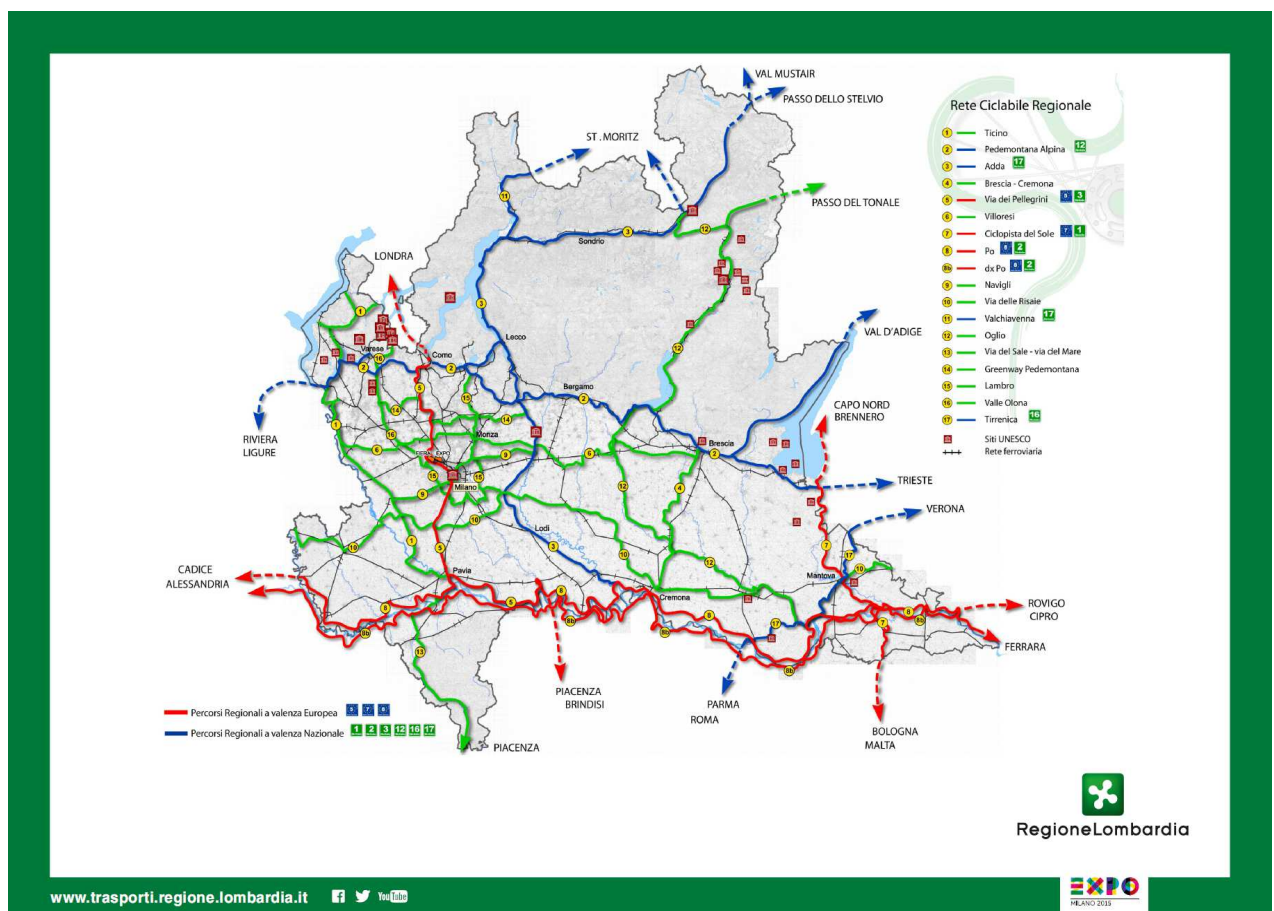 VAL MUSTAIR
PASSO DELLO STELVIO
ST . MORITZ
PASSO DEL TONALE
LONDRA
VAL D'ADIGE
CAPO NORD
BRENNERO
RIVIERA
LIGURE
TRIESTE
VERONA
CADICE
ALESSANDRIA
ROVIGO
CIPRO
FERRARA
PIACENZA
BRINDISI
PARMA
ROMA
BOLOGNA
MALTA
PIACENZA
Sondrio
Lecco
Varese
Como
Bergamo
Monza
Brescia
FIERA EXPO
Milano
Lodi
Pavia
Cremona
Mantova
Rete Ciclabile Regionale
1 Ticino
2 Pedemontana Alpina 12
3 Adda 17
4 Brescia - Cremona
5 Via dei Pellegrini 5 3
6 Villoresi
7 Ciclopista del Sole 7 1
8 Po 8 2
8b dx Po 8 2
9 Navigli
10 Via delle Risaie
11 Valchiavenna 17
12 Oglio
13 Via del Sale - via del Mare
14 Greenway Pedemontana
15 Lambro
16 Valle Olona
17 Tirrenica 16
Siti UNESCO
Rete ferroviaria
Percorsi Regionali a valenza Europea 5 7 8
Percorsi Regionali a valenza Nazionale 1 2 3 12 16 17
RegioneLombardia
www.trasporti.regione.lombardia.it
YouTube
EXPO
MILANO 2015